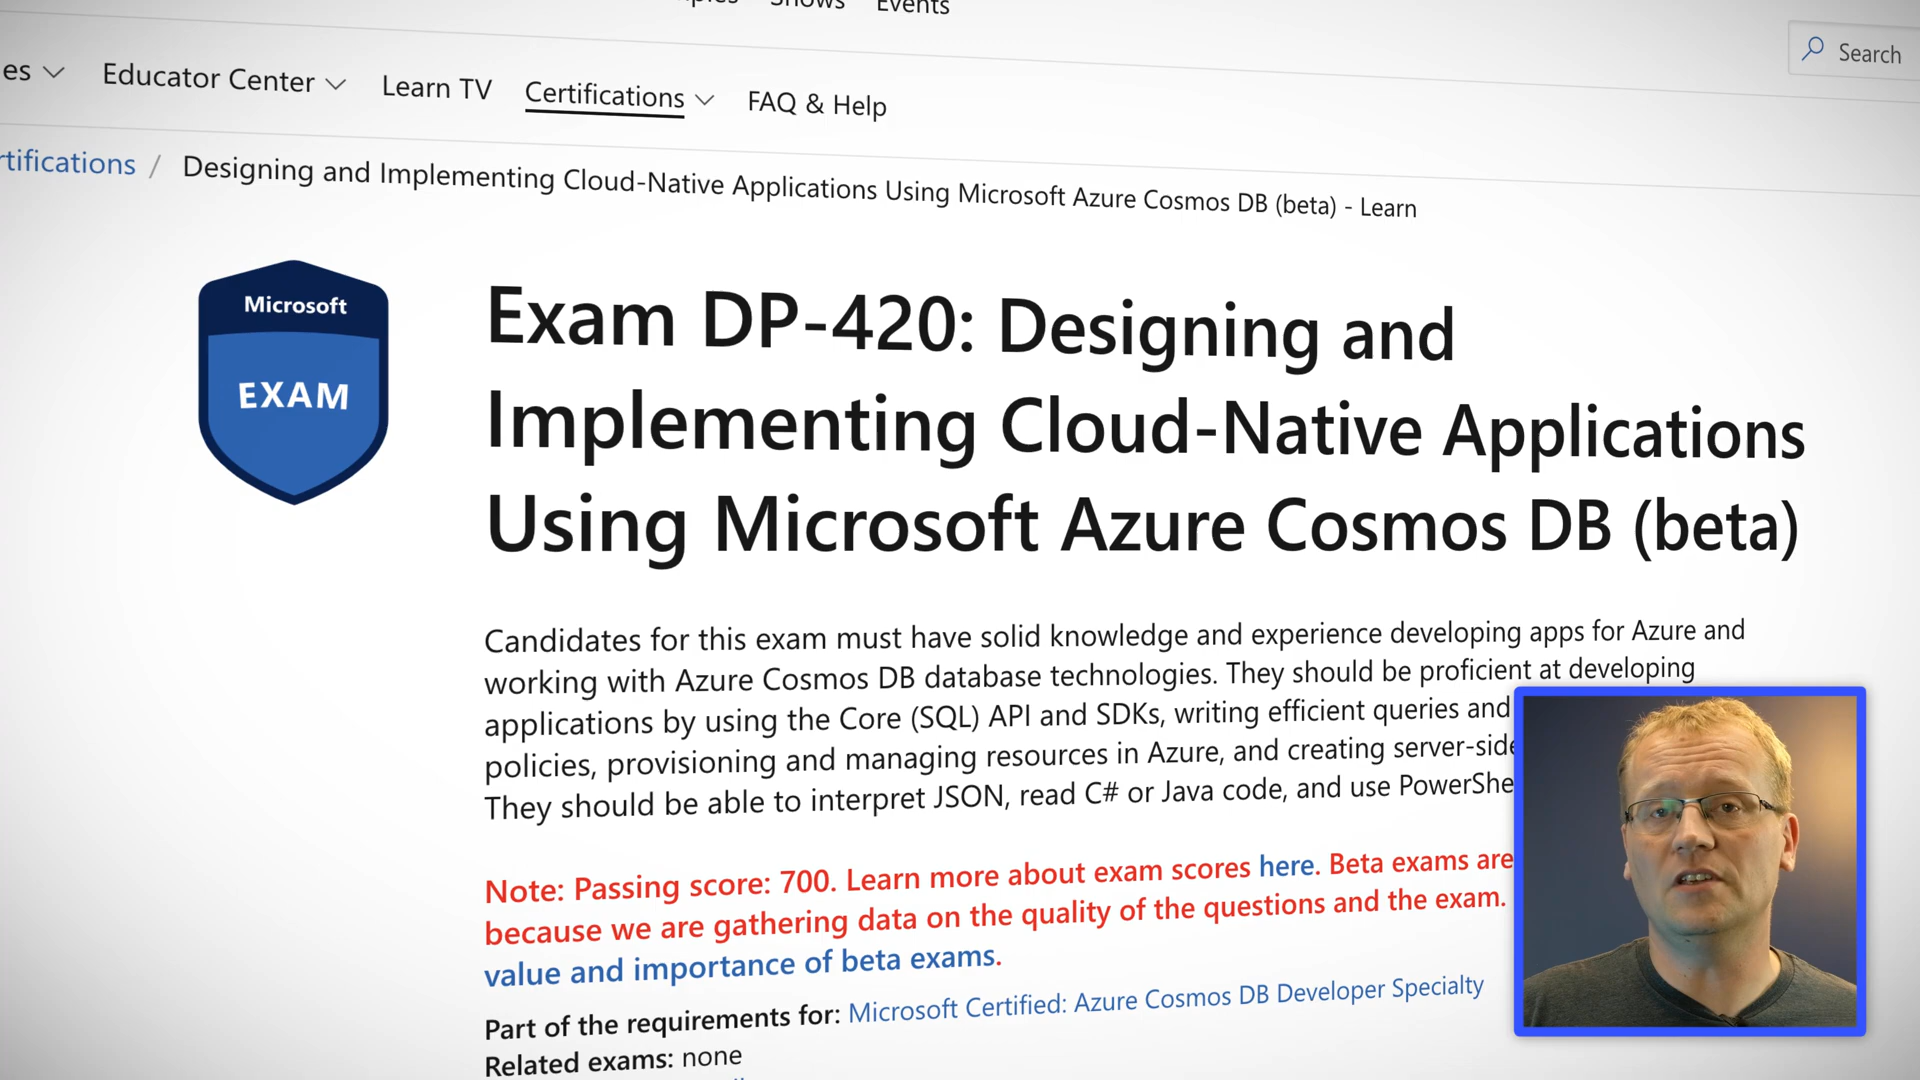 Shows Events
Search
es Educator Center Learn TV Certifications FAQ & Help
rtifications / Designing and Implementing Cloud-Native Applications Using Microsoft Azure Cosmos DB (beta) - Learn
Microsoft
EXAM
Exam DP-420: Designing and
Implementing Cloud-Native Applications
Using Microsoft Azure Cosmos DB (beta)
Candidates for this exam must have solid knowledge and experience developing apps for Azure and
working with Azure Cosmos DB database technologies. They should be proficient at developing
applications by using the Core (SQL) API and SDKs, writing efficient queries and
policies, provisioning and managing resources in Azure, and creating server-side
They should be able to interpret JSON, read C# or Java code, and use PowerShe
Note: Passing score: 700. Learn more about exam scores here. Beta exams are
because we are gathering data on the quality of the questions and the exam.
value and importance of beta exams.
Part of the requirements for: Microsoft Certified: Azure Cosmos DB Developer Specialty
Related exams: none